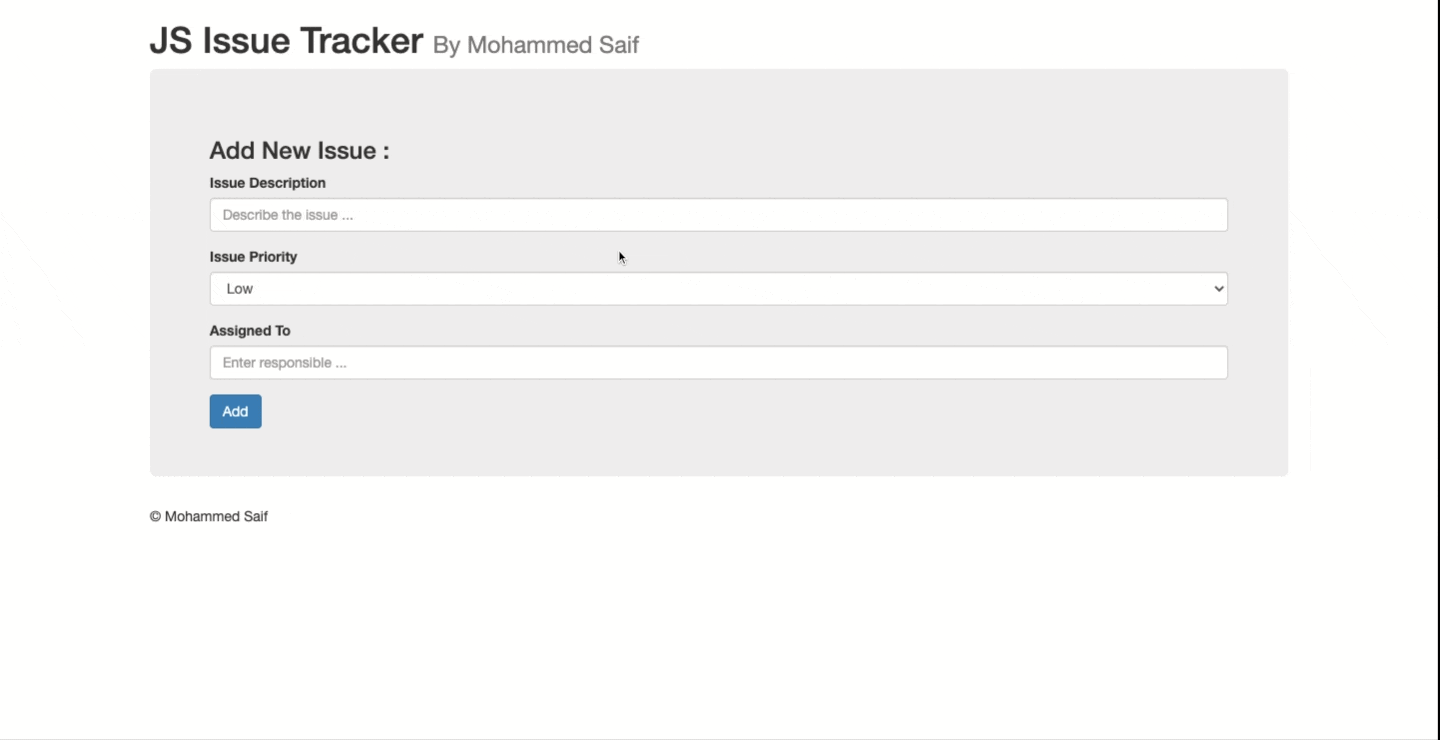 JS Issue Tracker By Mohammed Saif
Add New Issue :
Issue Description
Describe the issue ...
Issue Priority
Low
Assigned To
Enter responsible ...
Add
© Mohammed Saif